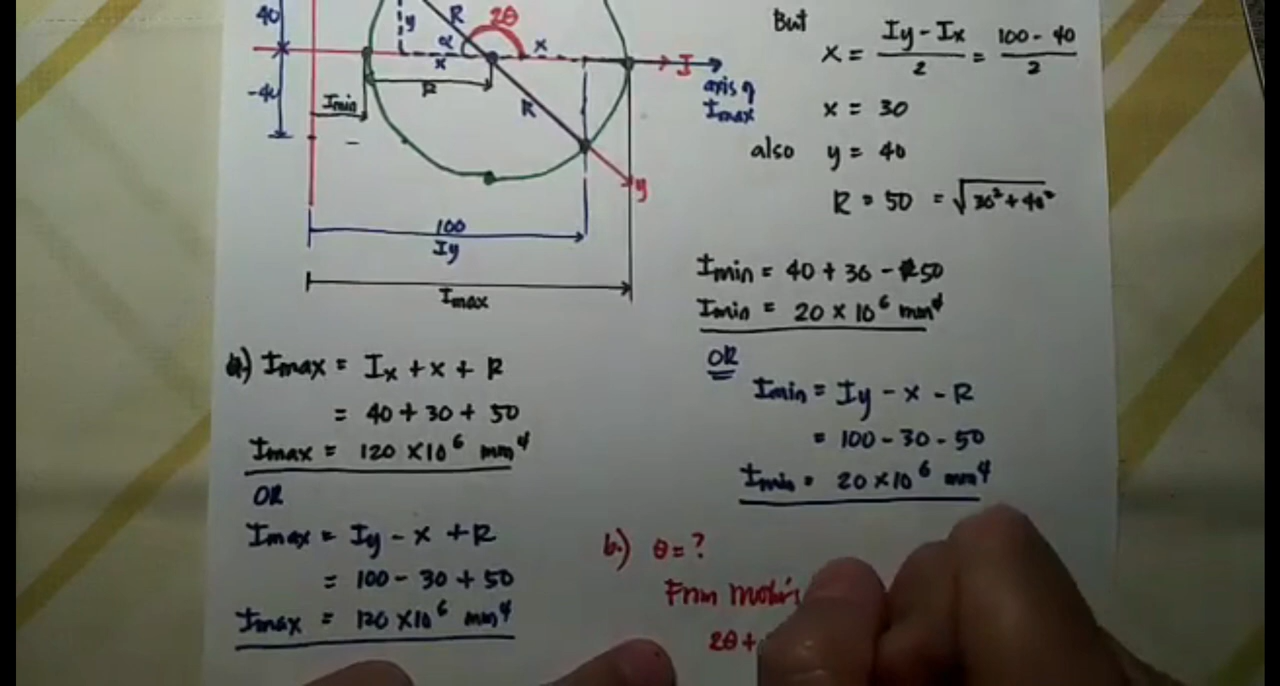 40
-40
y
R
2θ
α
x
x
R
R
I
axis of
Imax
Imin
y
100
Iy
Imax
But
x = Iy - Ix / 2 = 100 - 40 / 2
x = 30
also y = 40
R = 50 = √30² + 40²
Imin = 40 + 30 - 50
Imin = 20 × 10⁶ mm⁴
OR
Imin = Iy - x - R
= 100 - 30 - 50
Imin = 20 × 10⁶ mm⁴
a.) Imax = Ix + x + R
= 40 + 30 + 50
Imax = 120 × 10⁶ mm⁴
OR
Imax = Iy - x + R
= 100 - 30 + 50
Imax = 120 × 10⁶ mm⁴
b.) θ = ?
From Mohr's
2θ +